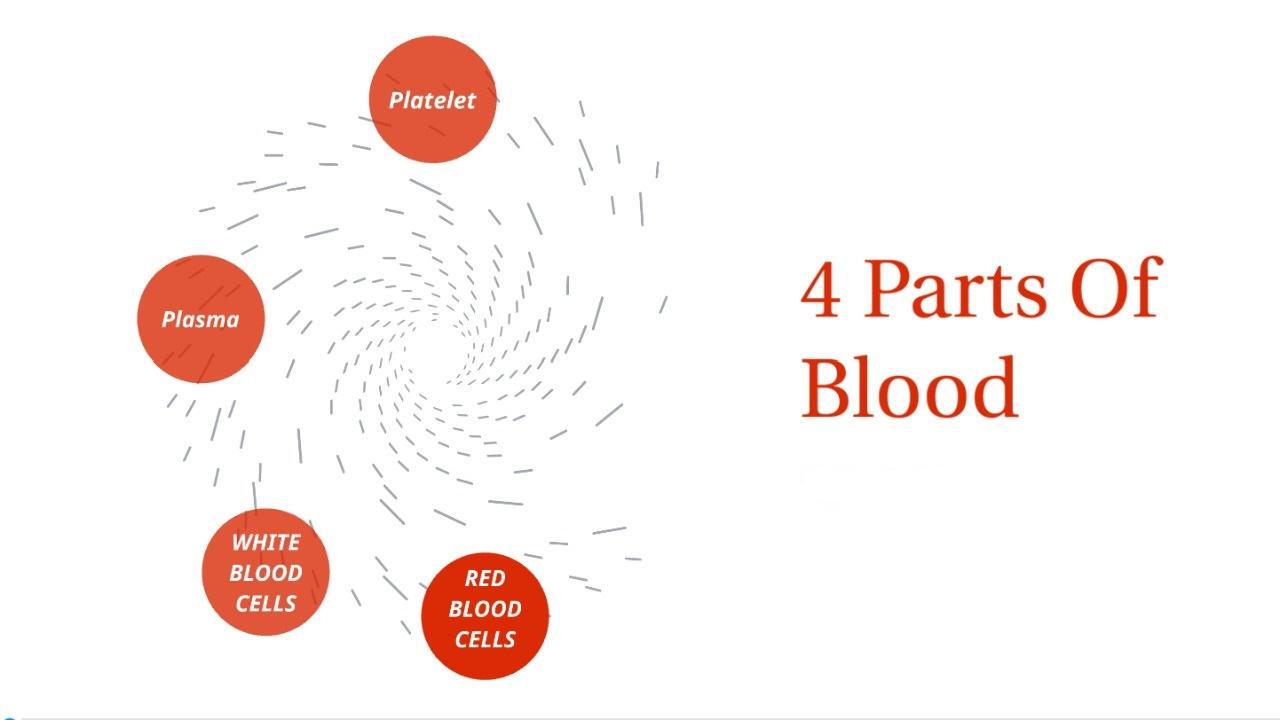 Platelet
Plasma
WHITE
BLOOD
CELLS
RED
BLOOD
CELLS
4 Parts Of
Blood